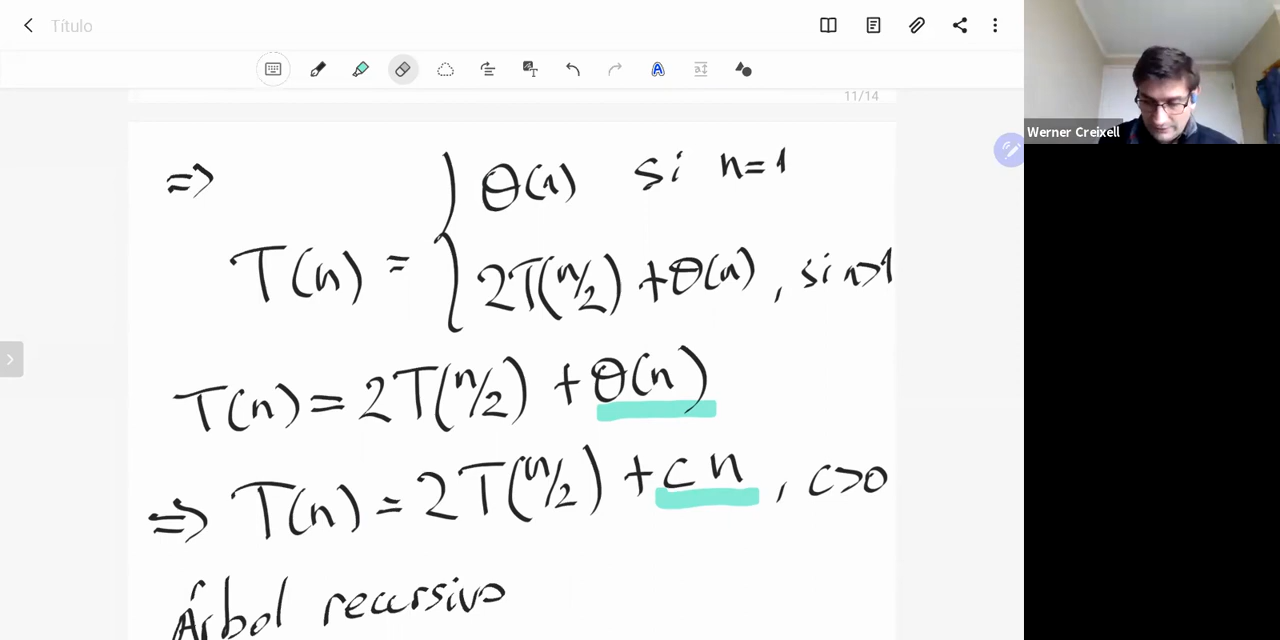 Título
11/14
Werner Creixell
=> T(n) = { Θ(1) si n=1
2T(n/2) + Θ(n), si n>1
T(n) = 2T(n/2) + Θ(n)
=> T(n) = 2T(n/2) + cn, c>0
Árbol recursivo